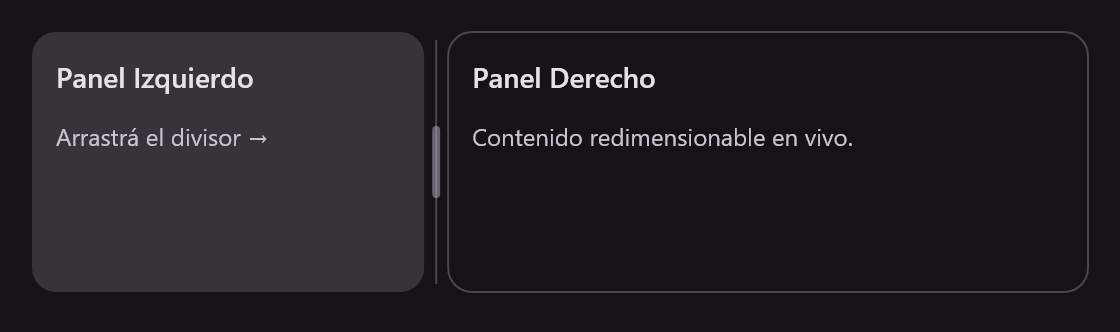 Panel Izquierdo
Arrastrá el divisor →
Panel Derecho
Contenido redimensionable en vivo.